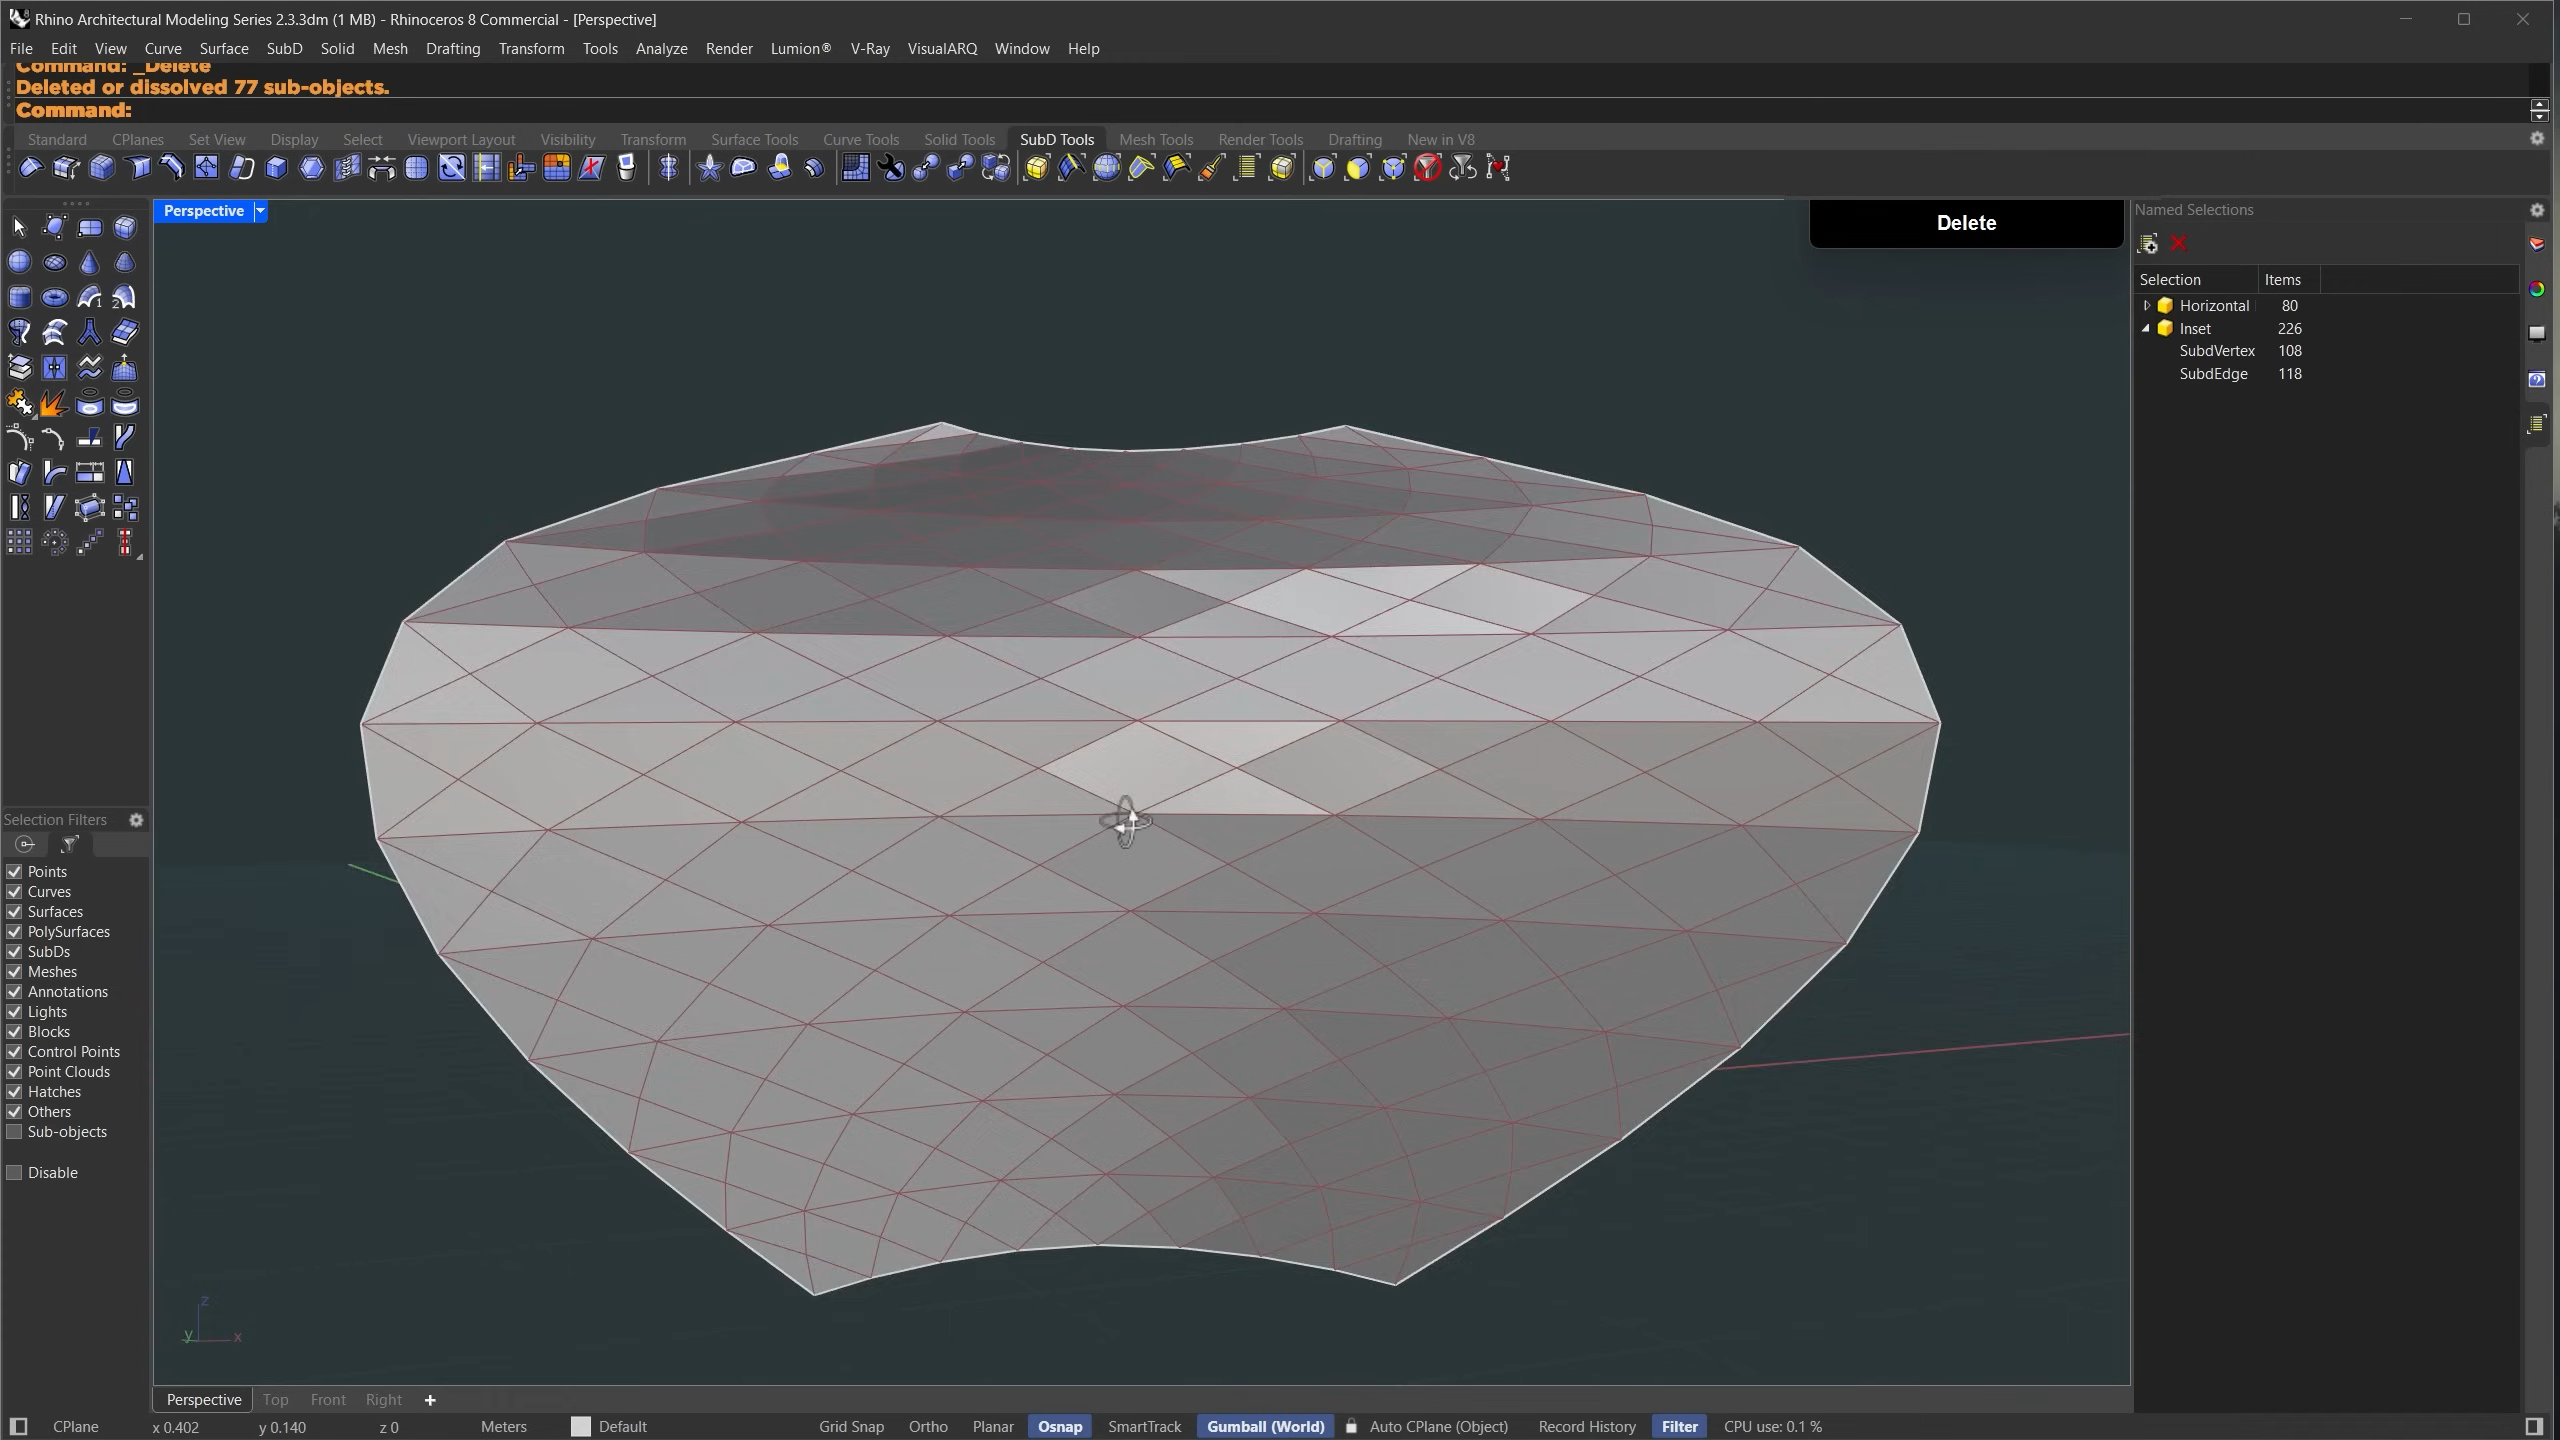 Rhino Architectural Modeling Series 2.3.3dm (1 MB) - Rhinoceros 8 Commercial - [Perspective]
File Edit View Curve Surface SubD Solid Mesh Drafting Transform Tools Analyze Render Lumion® V-Ray VisualARQ Window Help
Command: _Delete
Deleted or dissolved 77 sub-objects.
Command:
Standard CPlanes Set View Display Select Viewport Layout Visibility Transform Surface Tools Curve Tools Solid Tools SubD Tools Mesh Tools Render Tools Drafting New in V8
Perspective
Delete
Named Selections
Selection Items
Horizontal 80
Inset 226
SubdVertex 108
SubdEdge 118
Selection Filters
Points
Curves
Surfaces
PolySurfaces
SubDs
Meshes
Annotations
Lights
Blocks
Control Points
Point Clouds
Hatches
Others
Sub-objects
Disable
z
y x
Perspective Top Front Right
CPlane x 0.402 y 0.140 z 0 Meters Default Grid Snap Ortho Planar Osnap SmartTrack Gumball (World) Auto CPlane (Object) Record History Filter CPU use: 0.1 %